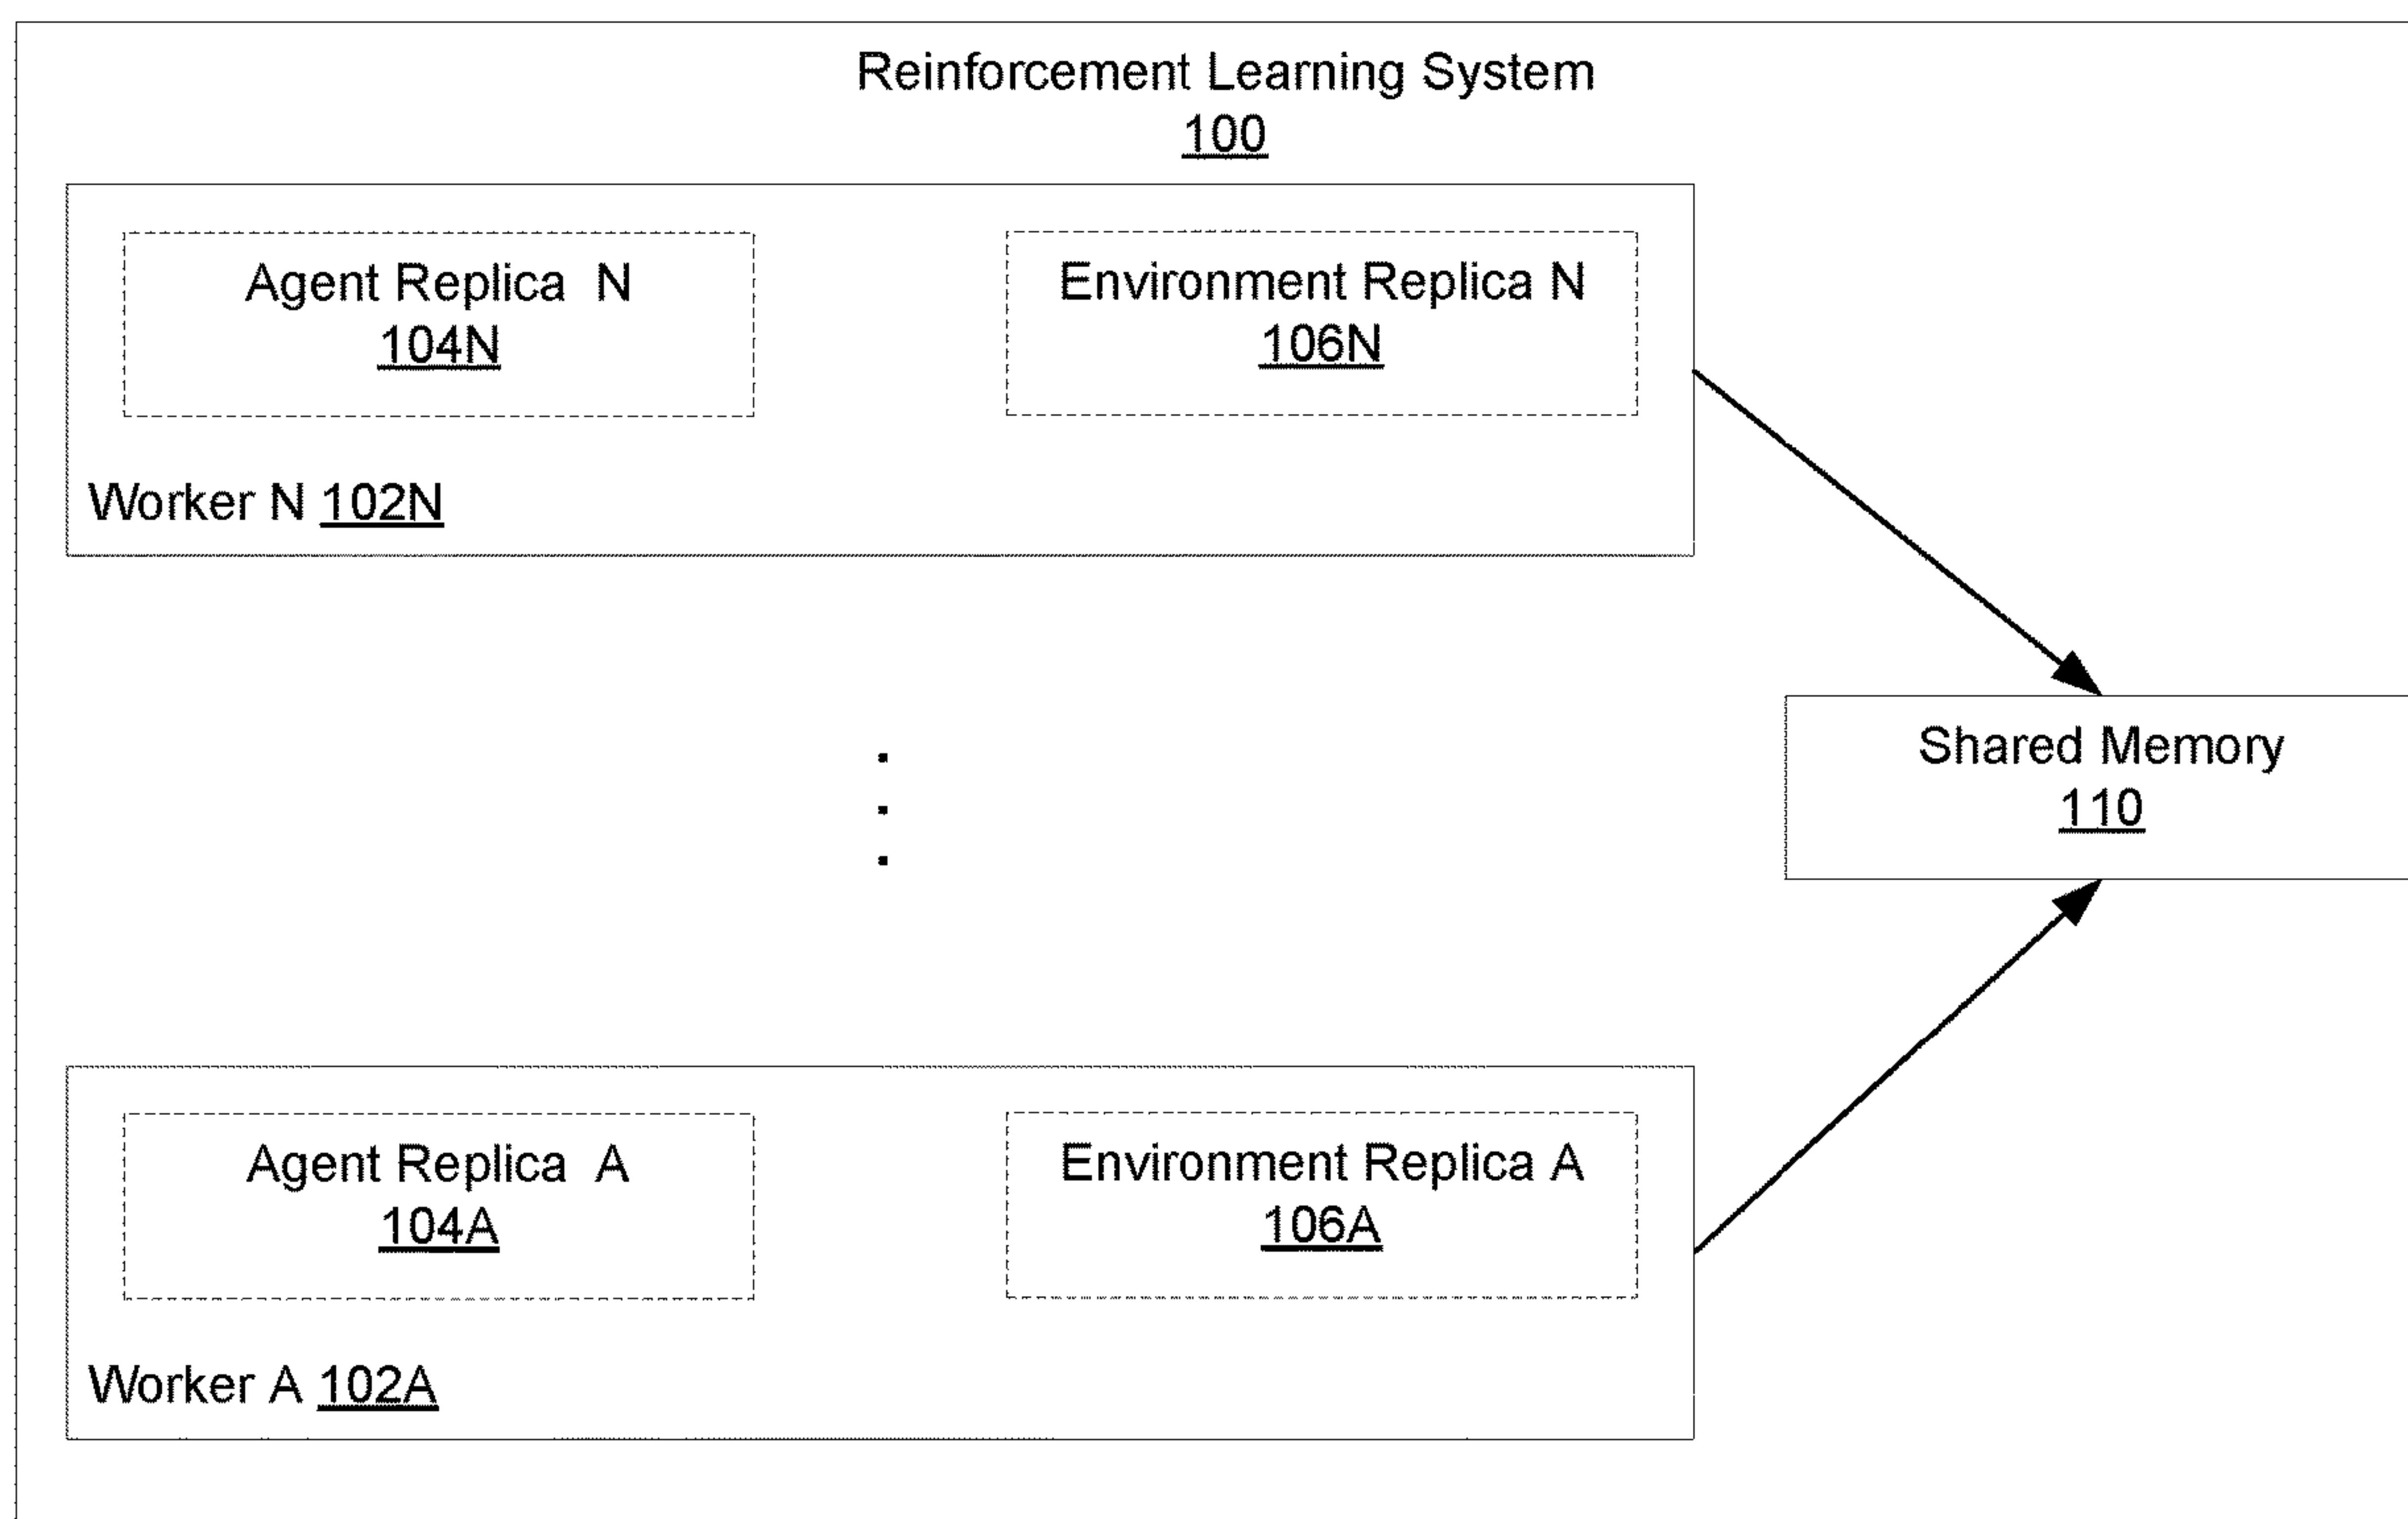 Reinforcement Learning System
100
Agent Replica N
104N
Environment Replica N
106N
Worker N 102N
Shared Memory
110
Agent Replica A
104A
Environment Replica A
106A
Worker A 102A